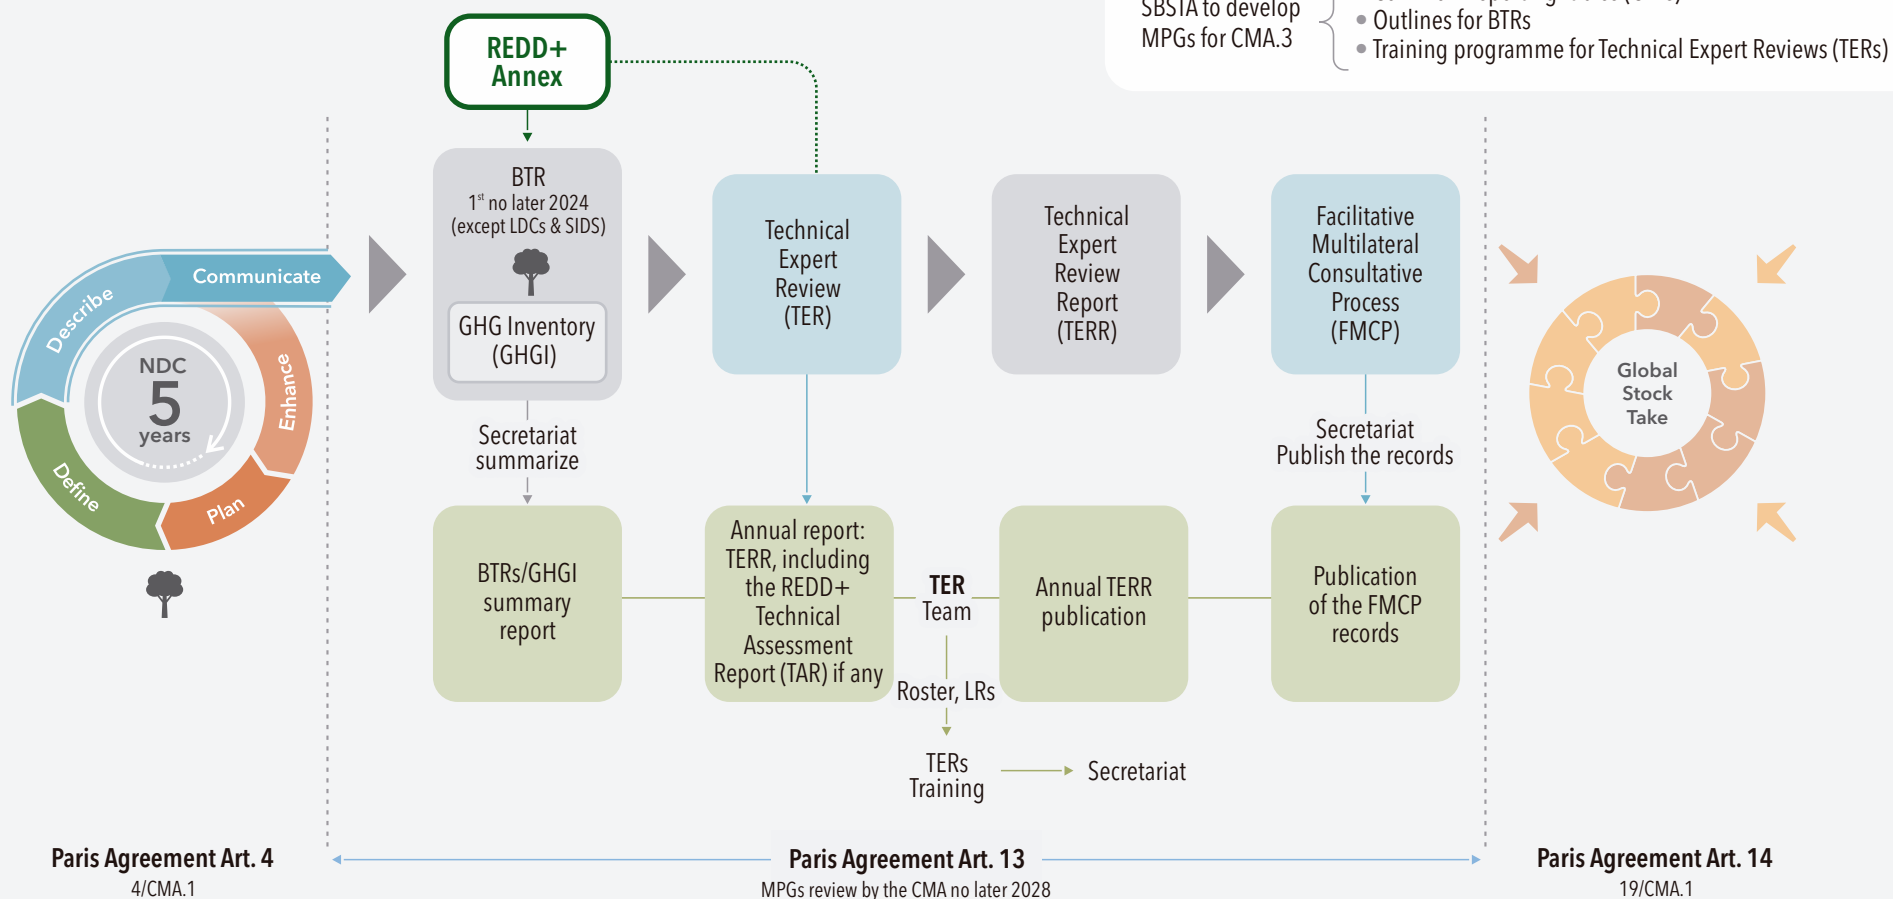 SBSTA to develop
MPGs for CMA.3
• Outlines for BTRs
• Training programme for Technical Expert Reviews (TERs)
REDD+
Annex
BTR
1st no later 2024
(except LDCs & SIDS)
GHG Inventory
(GHGI)
Technical
Expert
Review
(TER)
Technical
Expert
Review
Report
(TERR)
Facilitative
Multilateral
Consultative
Process
(FMCP)
Communicate
Describe
Enhance
Define
Plan
NDC
5
years
Global
Stock
Take
Secretariat
summarize
Secretariat
Publish the records
BTRs/GHGI
summary
report
Annual report:
TERR, including
the REDD+
Technical
Assessment
Report (TAR) if any
TER
Team
Annual TERR
publication
Publication
of the FMCP
records
Roster, LRs
TERs
Training
Secretariat
Paris Agreement Art. 4
4/CMA.1
Paris Agreement Art. 13
MPGs review by the CMA no later 2028
Paris Agreement Art. 14
19/CMA.1